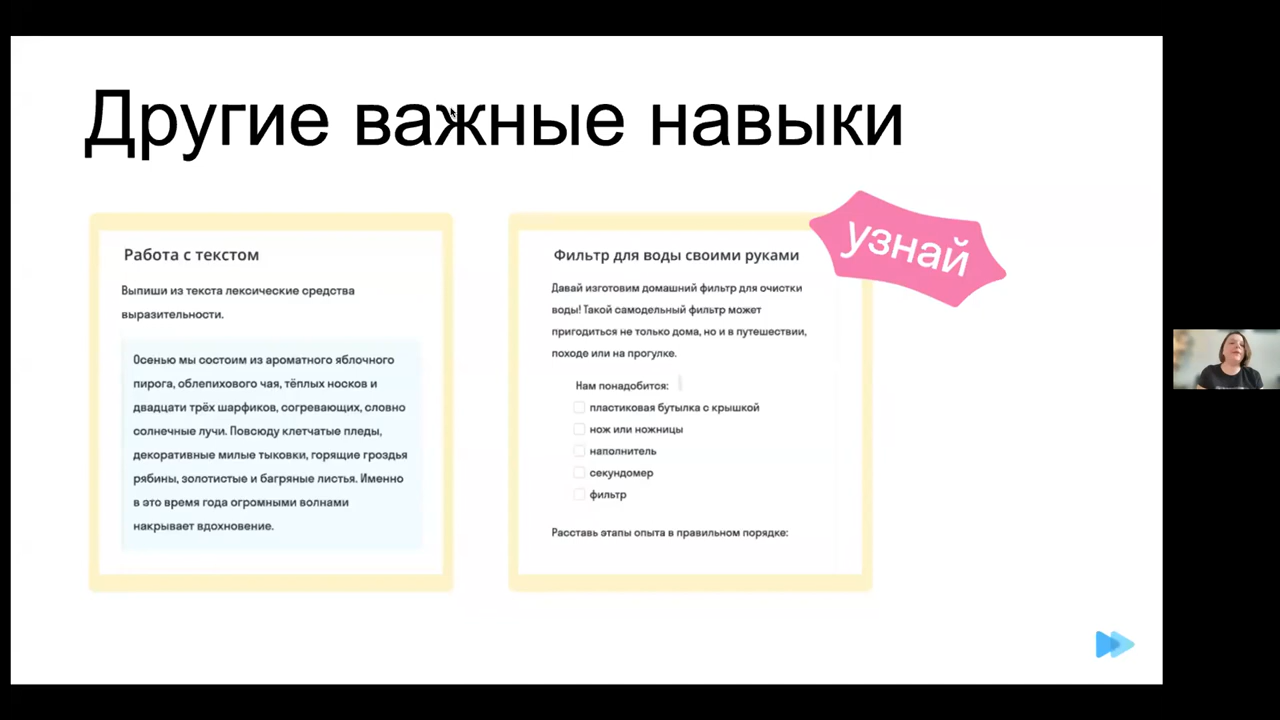 Другие важные навыки
Работа с текстом
Выпиши из текста лексические средства
выразительности.
Осенью мы состоим из ароматного яблочного
пирога, облепихового чая, тёплых носков и
двадцати трёх шарфиков, согревающих, словно
солнечные лучи. Повсюду клетчатые пледы,
декоративные милые тыковки, горящие гроздья
рябины, золотистые и багряные листья. Именно
в это время года огромными волнами
накрывает вдохновение.
узнай
Фильтр для воды своими руками
Давай изготовим домашний фильтр для очистки
воды! Такой самодельный фильтр может
пригодиться не только дома, но и в путешествии,
походе или на прогулке.
Нам понадобится:
пластиковая бутылка с крышкой
нож или ножницы
наполнитель
секундомер
фильтр
Расставь этапы опыта в правильном порядке: